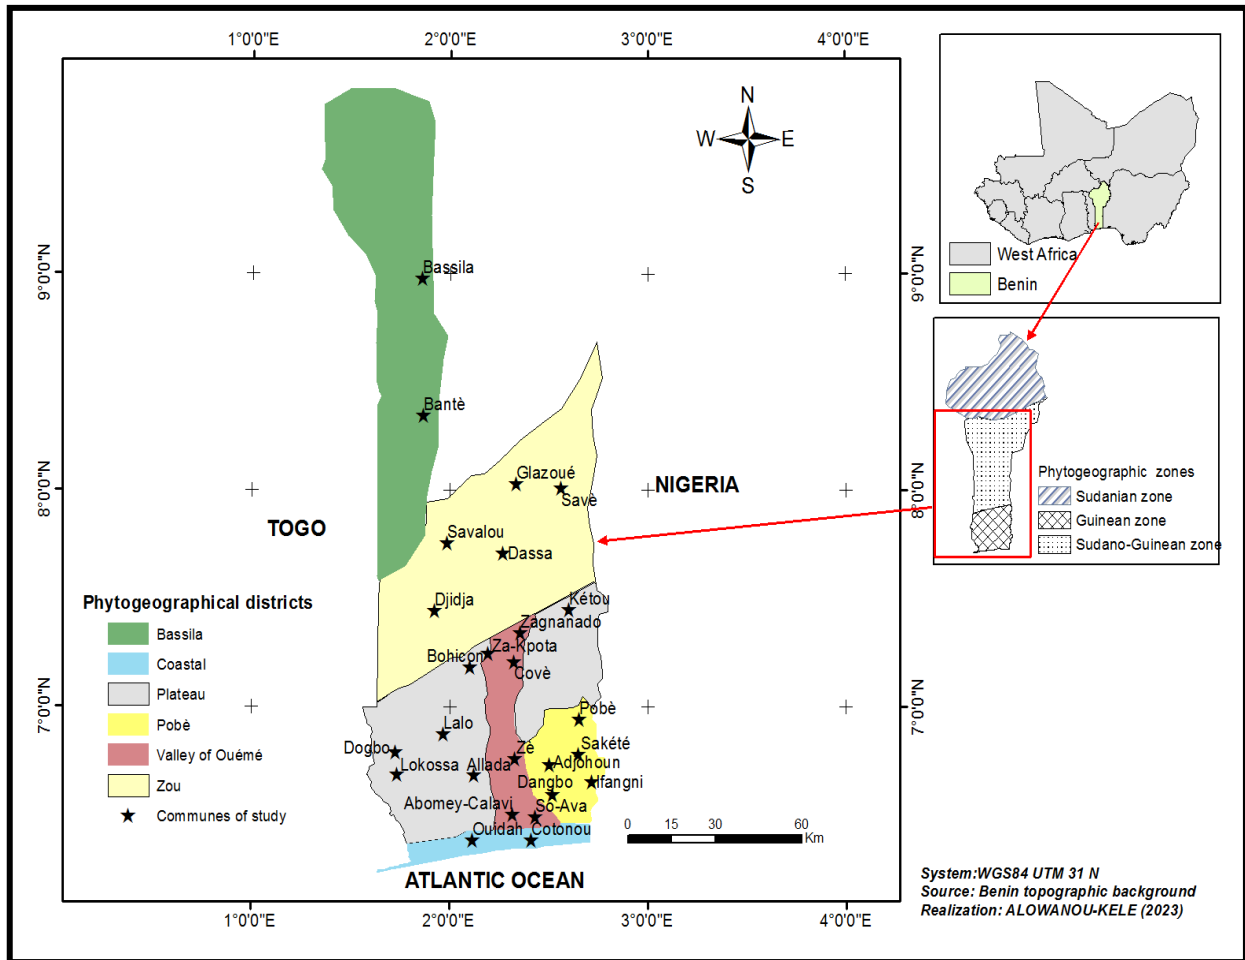 1°0'0"E 2°0'0"E 3°0'0"E 4°0'0"E
N
W E
S
9°0'0"N
9°0'0"N
8°0'0"N
8°0'0"N
7°0'0"N
7°0'0"N
Bassila
Bantè
Glazoué
Savè
NIGERIA
TOGO
Savalou
Dassa
Djidja
Kétou
Zagnanado
Za-Kpota
Bohicon
Covè
Pobè
Lalo
Dogbo
Zè
Sakété
Lokossa
Allada
Adjohoun
Dangbo
Ifangni
Abomey-Calavi
Sô-Ava
Ouidah
Cotonou
ATLANTIC OCEAN
Phytogeographical districts
Bassila
Coastal
Plateau
Pobè
Valley of Ouémé
Zou
Communes of study
0 15 30 60
Km
1°0'0"E 2°0'0"E 3°0'0"E 4°0'0"E
West Africa
Benin
Phytogeographic zones
Sudanian zone
Guinean zone
Sudano-Guinean zone
System:WGS84 UTM 31 N
Source: Benin topographic background
Realization: ALOWANOU-KELE (2023)